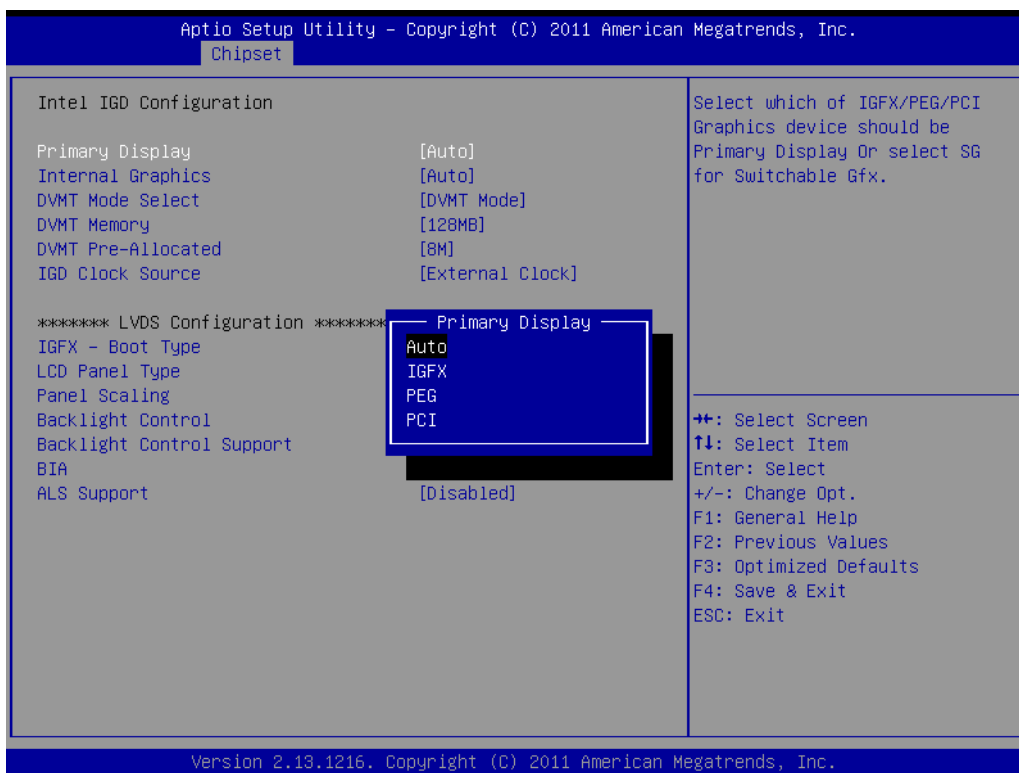 Aptio Setup Utility – Copyright (C) 2011 American Megatrends, Inc.
Chipset
Intel IGD Configuration
Primary Display [Auto]
Internal Graphics [Auto]
DVMT Mode Select [DVMT Mode]
DVMT Memory [128MB]
DVMT Pre-Allocated [8M]
IGD Clock Source [External Clock]
******* LVDS Configuration *******
IGFX – Boot Type
LCD Panel Type
Panel Scaling
Backlight Control
Backlight Control Support
BIA
ALS Support [Disabled]
Primary Display
Auto
IGFX
PEG
PCI
Select which of IGFX/PEG/PCI
Graphics device should be
Primary Display Or select SG
for Switchable Gfx.
→←: Select Screen
↑↓: Select Item
Enter: Select
+/-: Change Opt.
F1: General Help
F2: Previous Values
F3: Optimized Defaults
F4: Save & Exit
ESC: Exit
Version 2.13.1216. Copyright (C) 2011 American Megatrends, Inc.